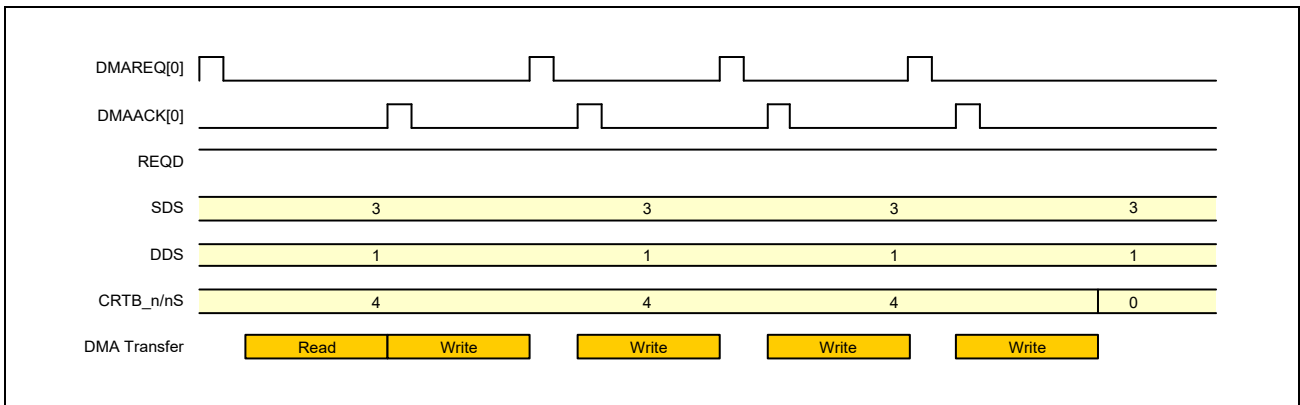 DMAREQ[0]
DMAACK[0]
REQD
SDS 3 3 3 3
DDS 1 1 1 1
CRTB_n/nS 4 4 4 0
DMA Transfer Read Write Write Write Write